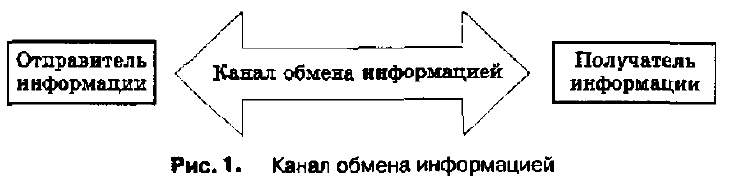 Отправитель
информации
Канал обмена информацией
Получатель
информации
Рис. 1. Канал обмена информацией